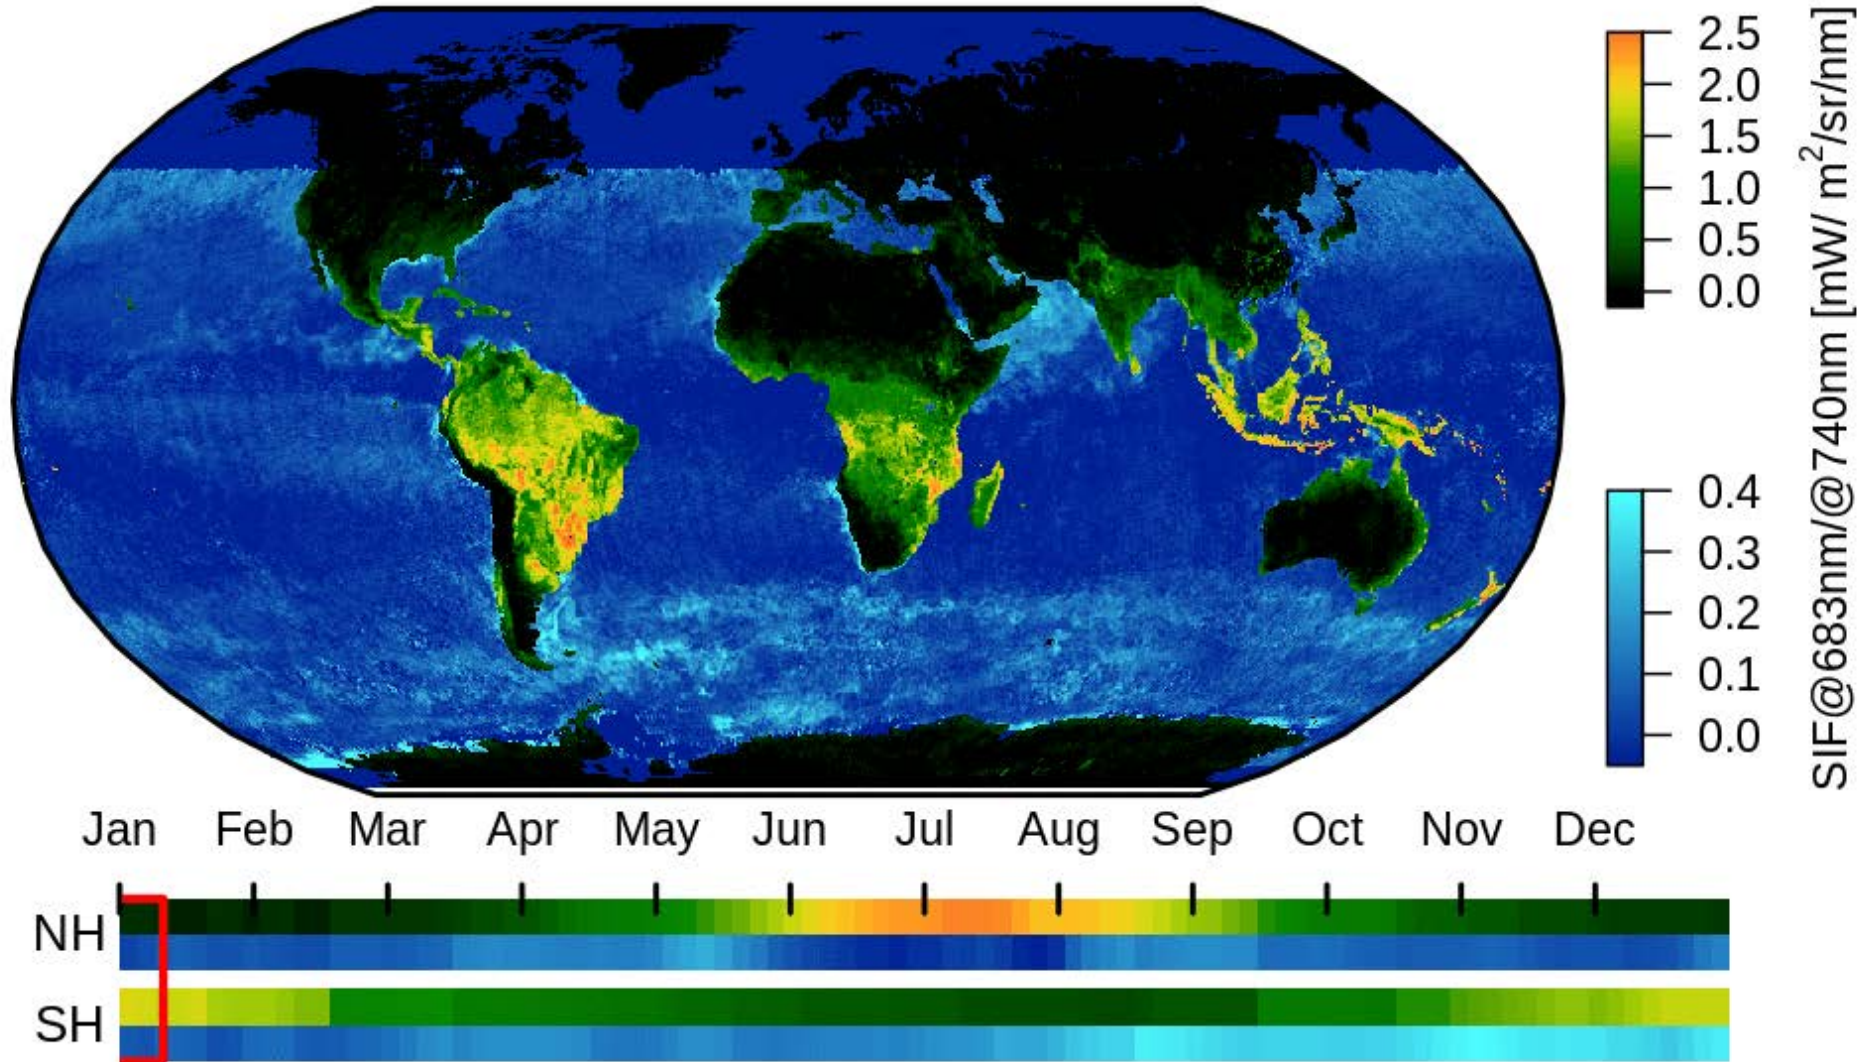 2.5
2.0
1.5
1.0
0.5
0.0
0.4
0.3
0.2
0.1
0.0
SIF@683nm/@740nm [mW/ m²/sr/nm]
Jan Feb Mar Apr May Jun Jul Aug Sep Oct Nov Dec
NH
SH